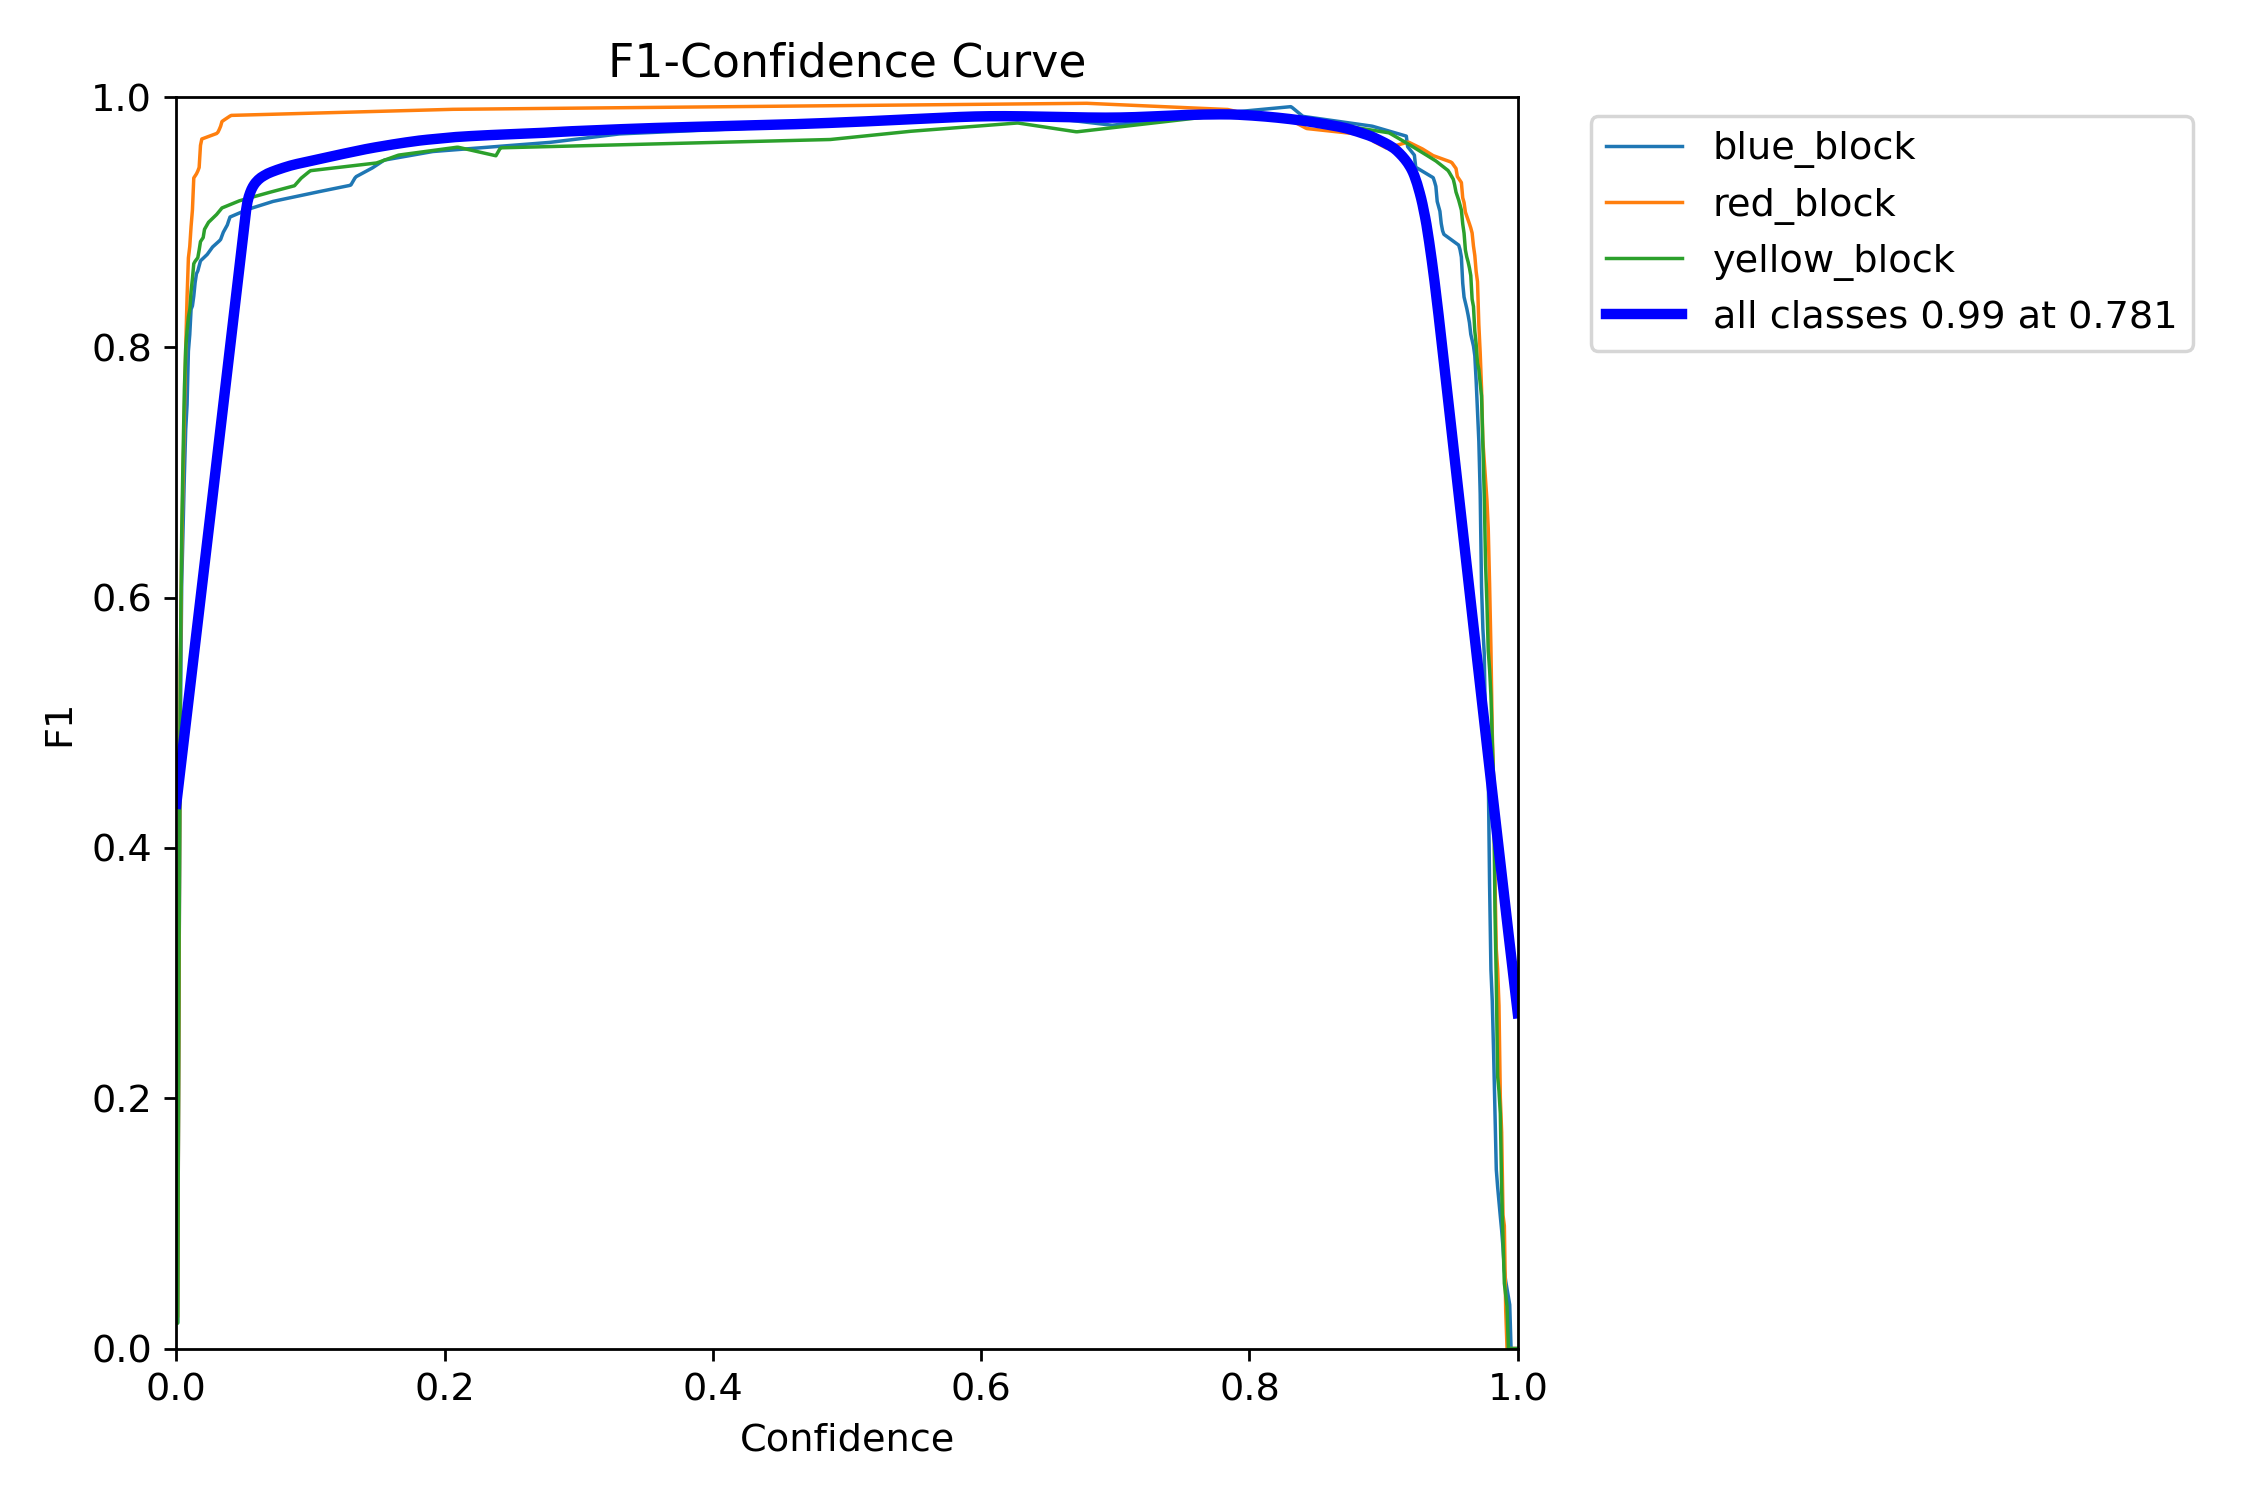 F1-Confidence Curve
1.0
0.8
0.6
0.4
0.2
0.0
F1
0.0 0.2 0.4 0.6 0.8 1.0
Confidence
blue_block
red_block
yellow_block
all classes 0.99 at 0.781